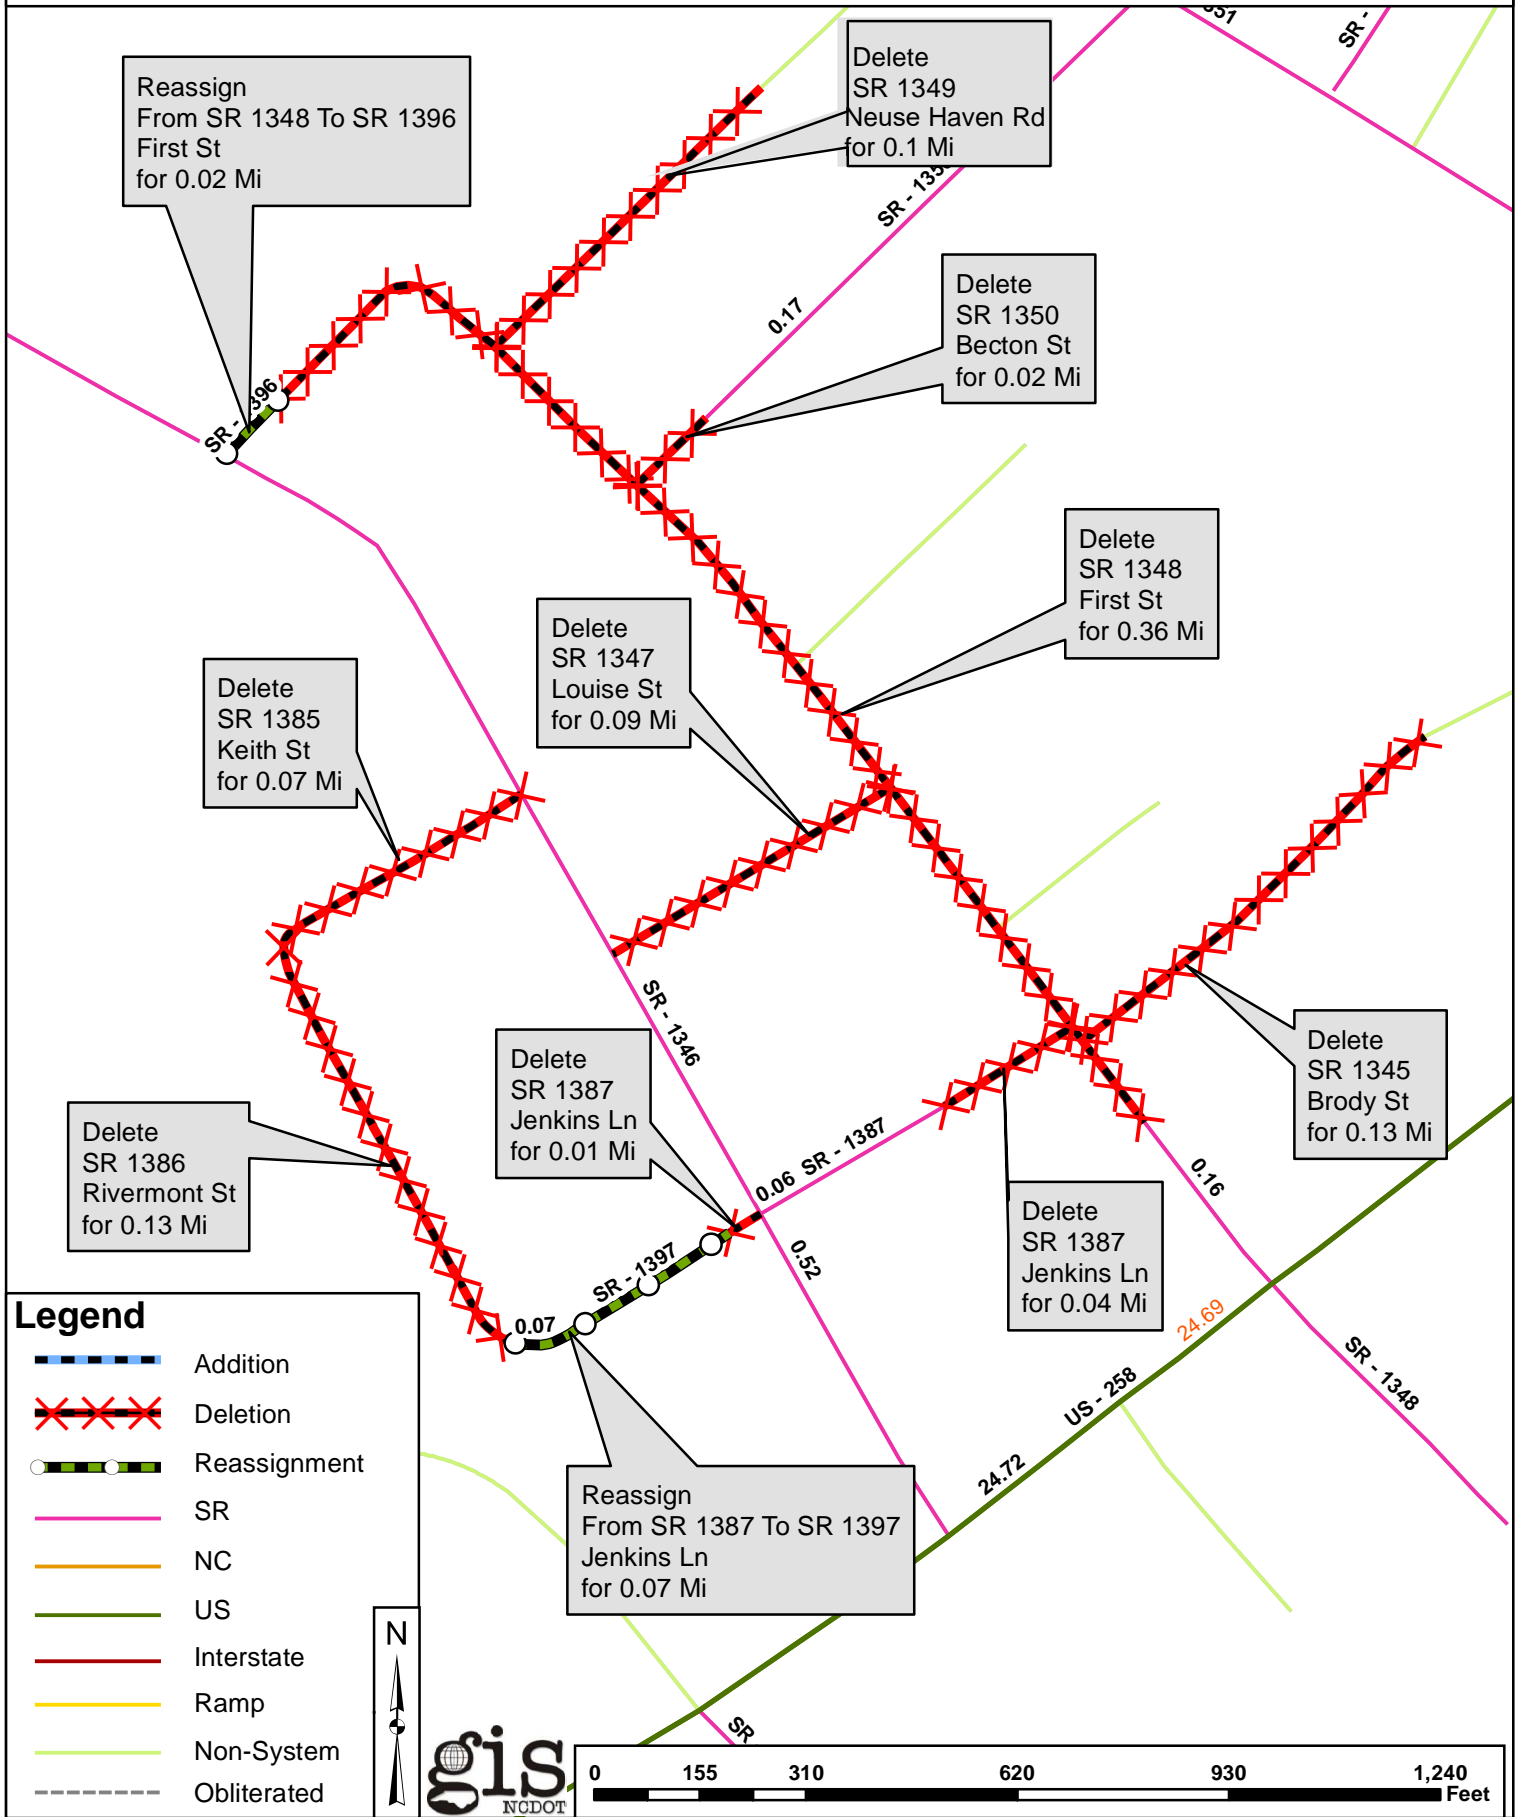 Reassign
From SR 1348 To SR 1396
First St
for 0.02 Mi
Delete
SR 1349
Neuse Haven Rd
for 0.1 Mi
SR -
0.17
Delete
SR 1350
Becton St
for 0.02 Mi
Delete
SR 1348
First St
for 0.36 Mi
Delete
SR 1347
Louise St
for 0.09 Mi
Delete
SR 1385
Keith St
for 0.07 Mi
SR - 1346
Delete
SR 1387
Jenkins Ln
for 0.01 Mi
Delete
SR 1345
Brody St
for 0.13 Mi
Delete
SR 1386
Rivermont St
for 0.13 Mi
0.06 SR - 1387
0.16
Delete
SR 1387
Jenkins Ln
for 0.04 Mi
0.52
SR - 1397
0.07
24.69
US - 258
SR - 1348
24.72
Reassign
From SR 1387 To SR 1397
Jenkins Ln
for 0.07 Mi
SR
Legend
Addition
Deletion
Reassignment
SR
NC
US
Interstate
Ramp
Non-System
Obliterated
N
gis
NCDOT
0 155 310 620 930 1,240
Feet